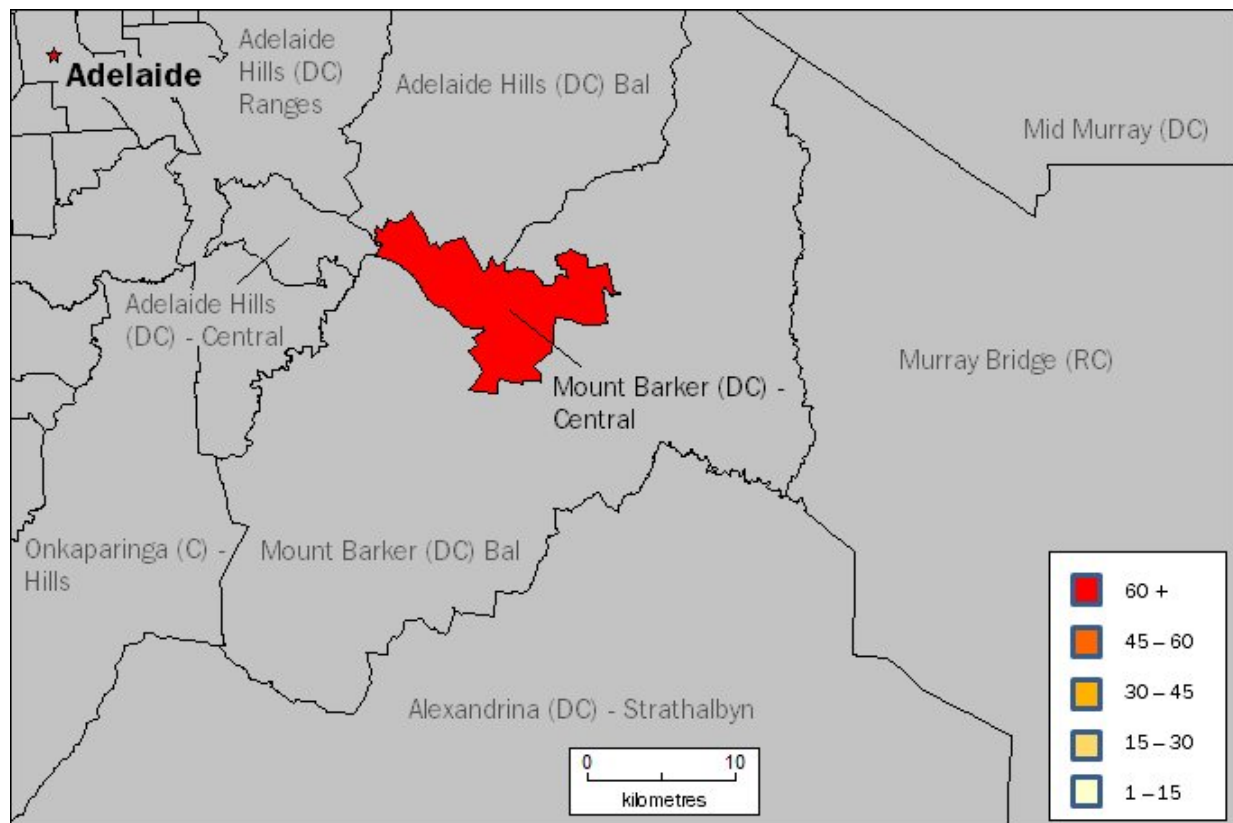 Adelaide
Adelaide
Hills (DC)
Ranges
Adelaide Hills (DC) Bal
Mid Murray (DC)
Adelaide Hills
(DC) - Central
Mount Barker (DC) -
Central
Murray Bridge (RC)
Onkaparinga (C) -
Hills
Mount Barker (DC) Bal
Alexandrina (DC) - Strathalbyn
0 10
kilometres
60 +
45 – 60
30 – 45
15 – 30
1 – 15